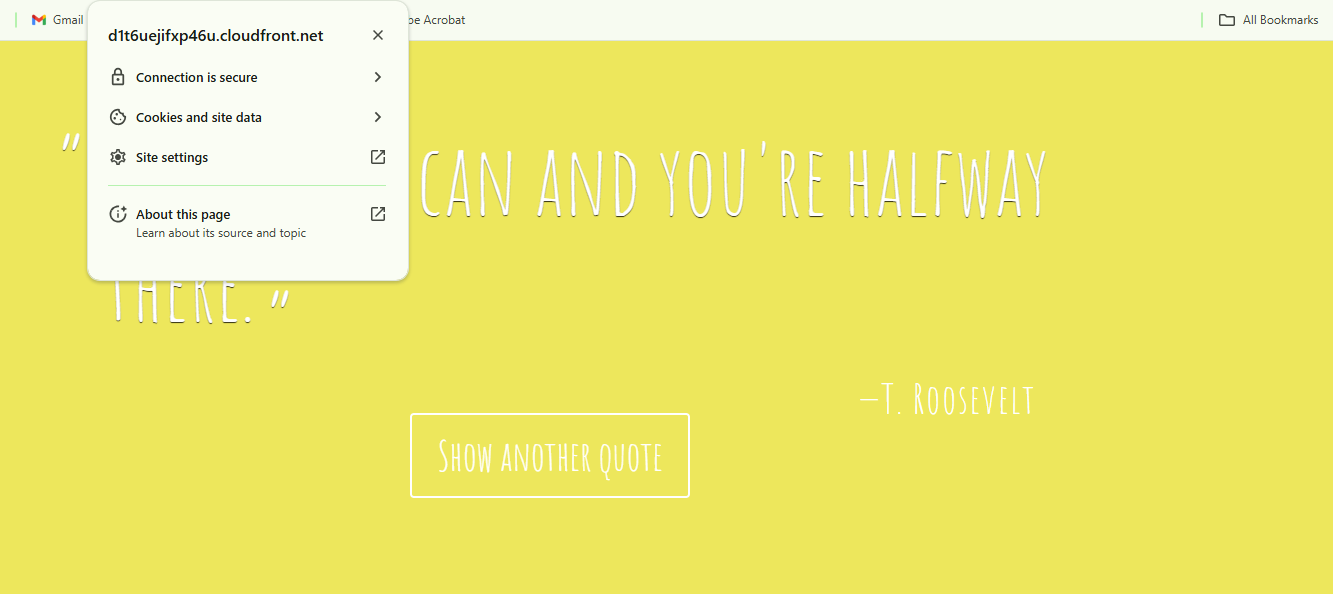 Gmail
be Acrobat
All Bookmarks
d1t6uejifxp46u.cloudfront.net
Connection is secure
Cookies and site data
Site settings
About this page
Learn about its source and topic
" CAN AND YOU'RE HALFWAY
THERE. "
—T. Roosevelt
Show another quote